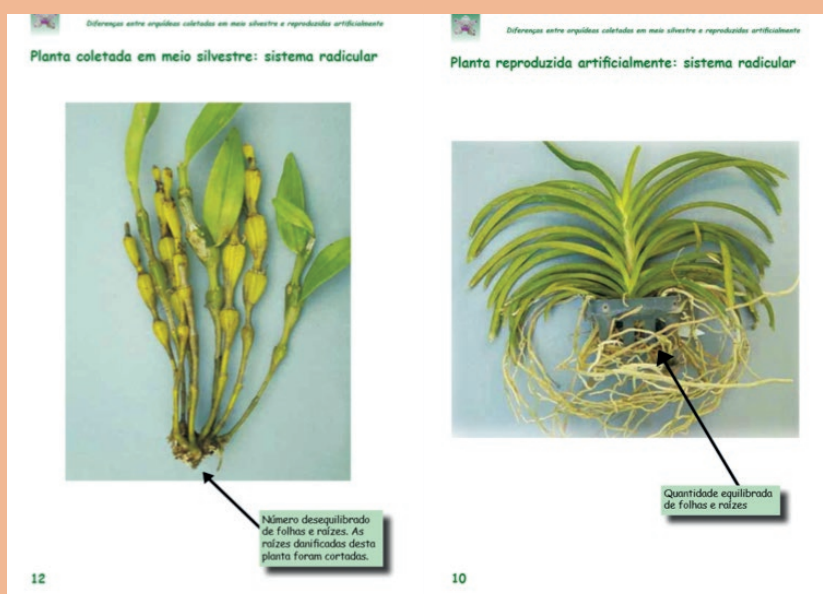 Diferenças entre orquídeas coletadas em meio silvestre e reproduzidas artificialmente
Planta coletada em meio silvestre: sistema radicular
Número desequilibrado
de folhas e raízes. As
raízes danificadas desta
planta foram cortadas.
12
Diferenças entre orquídeas coletadas em meio silvestre e reproduzidas artificialmente
Planta reproduzida artificialmente: sistema radicular
Quantidade equilibrada
de folhas e raízes
10